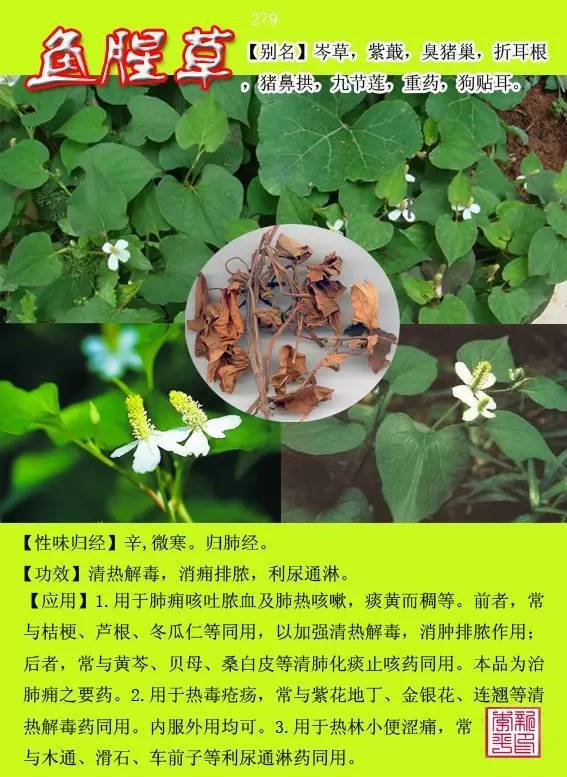 279
鱼腥草
【别名】岑草，紫蕺，臭猪巢，折耳根
，猪鼻拱，九节莲，重药，狗贴耳。
【性味归经】辛,微寒。归肺经。
【功效】清热解毒，消痈排脓，利尿通淋。
【应用】1.用于肺痈咳吐脓血及肺热咳嗽，痰黄而稠等。前者，常
与桔梗、芦根、冬瓜仁等同用，以加强清热解毒，消肿排脓作用；
后者，常与黄芩、贝母、桑白皮等清肺化痰止咳药同用。本品为治
肺痈之要药。2.用于热毒疮疡，常与紫花地丁、金银花、连翘等清
热解毒药同用。内服外用均可。3.用于热林小便涩痛，常
与木通、滑石、车前子等利尿通淋药同用。